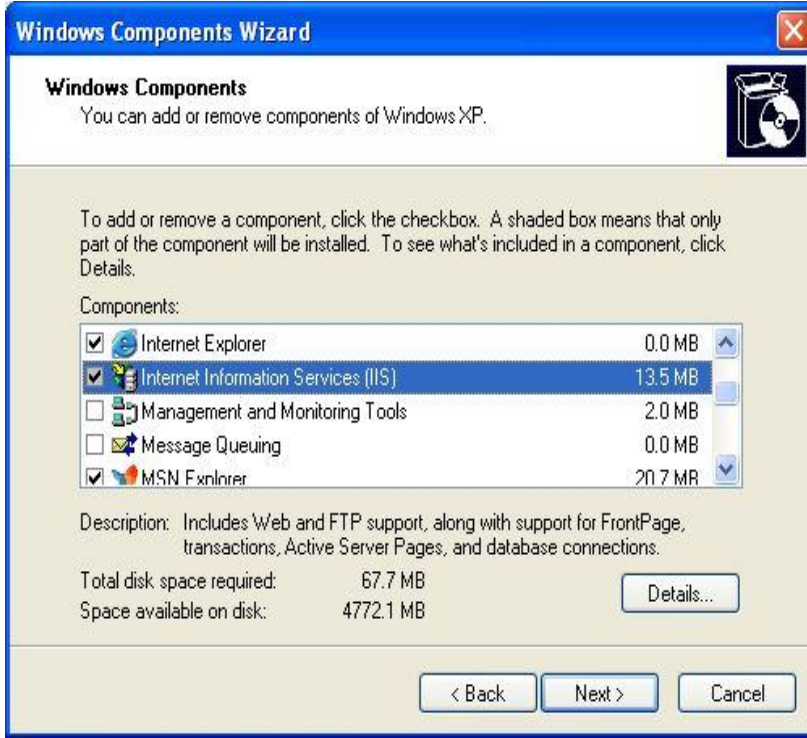 Windows Components Wizard
Windows Components
You can add or remove components of Windows XP.
To add or remove a component, click the checkbox. A shaded box means that only
part of the component will be installed. To see what's included in a component, click
Details.
Components:
Internet Explorer 0.0 MB
Internet Information Services (IIS) 13.5 MB
Management and Monitoring Tools 2.0 MB
Message Queuing 0.0 MB
MSN Explorer 20.7 MB
Description: Includes Web and FTP support, along with support for FrontPage,
transactions, Active Server Pages, and database connections.
Total disk space required: 67.7 MB
Space available on disk: 4772.1 MB
Details...
< Back Next > Cancel